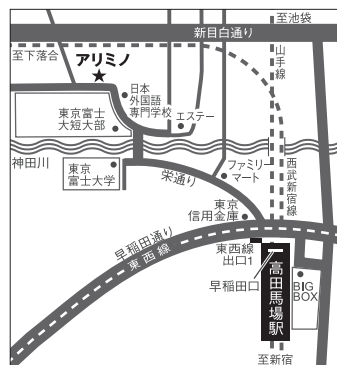 至池袋
新目白通り
至下落合
アリミノ
★
山手線
日本
外国語
専門学校
エステー
東京富士
大短大部
神田川
東京
富士大学
栄通り
ファミリー
マート
西武新宿線
東京
信用金庫
早稲田通り
東西線
東西線
出口1
早稲田口
高田馬場駅
BIG
BOX
至新宿